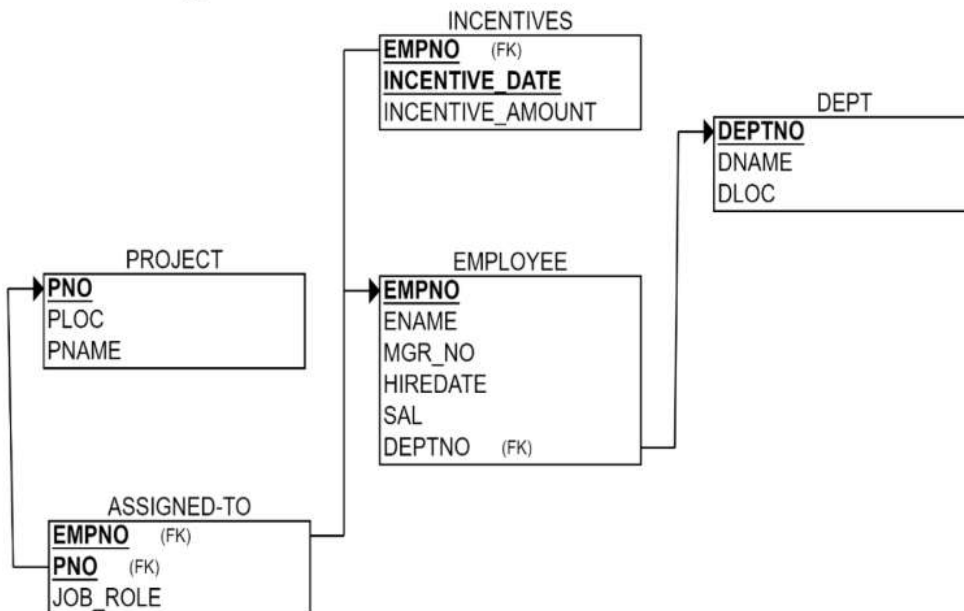 INCENTIVES
EMPNO (FK)
INCENTIVE_DATE
INCENTIVE_AMOUNT
DEPT
DEPTNO
DNAME
DLOC
PROJECT
PNO
PLOC
PNAME
EMPLOYEE
EMPNO
ENAME
MGR_NO
HIREDATE
SAL
DEPTNO (FK)
ASSIGNED-TO
EMPNO (FK)
PNO (FK)
JOB_ROLE